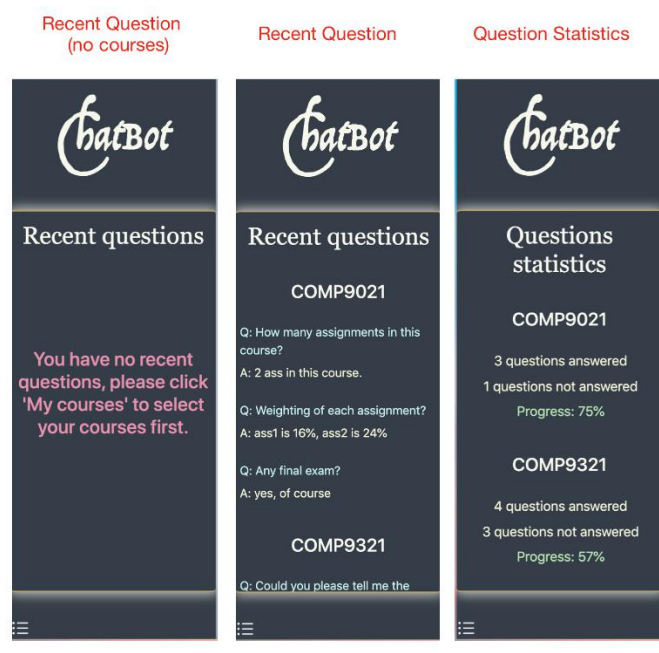 Recent Question
(no courses)
Recent Question
Question Statistics
ChatBot
Recent questions
You have no recent
questions, please click
'My courses' to select
your courses first.
ChatBot
Recent questions
COMP9021
Q: How many assignments in this
course?
A: 2 ass in this course.
Q: Weighting of each assignment?
A: ass1 is 16%, ass2 is 24%
Q: Any final exam?
A: yes, of course
COMP9321
Q: Could you please tell me the
ChatBot
Questions
statistics
COMP9021
3 questions answered
1 questions not answered
Progress: 75%
COMP9321
4 questions answered
3 questions not answered
Progress: 57%